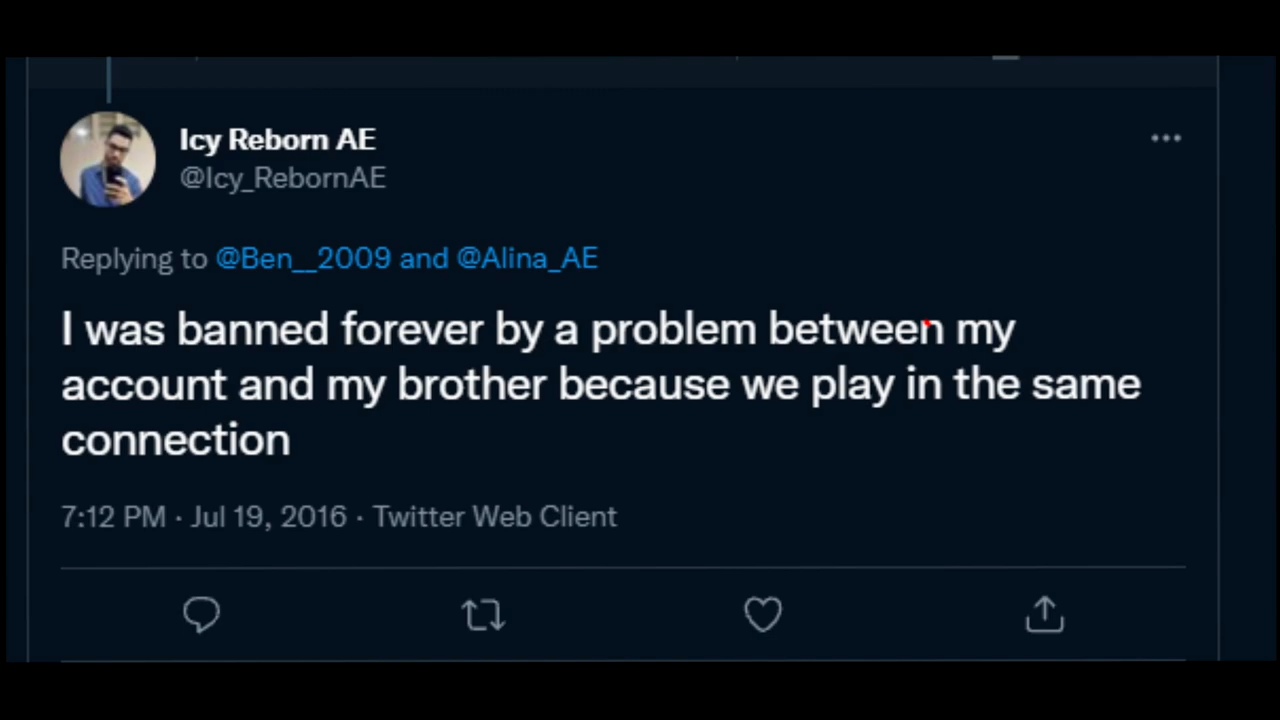 Icy Reborn AE
@Icy_RebornAE
Replying to @Ben__2009 and @Alina_AE
I was banned forever by a problem between my
account and my brother because we play in the same
connection
7:12 PM · Jul 19, 2016 · Twitter Web Client